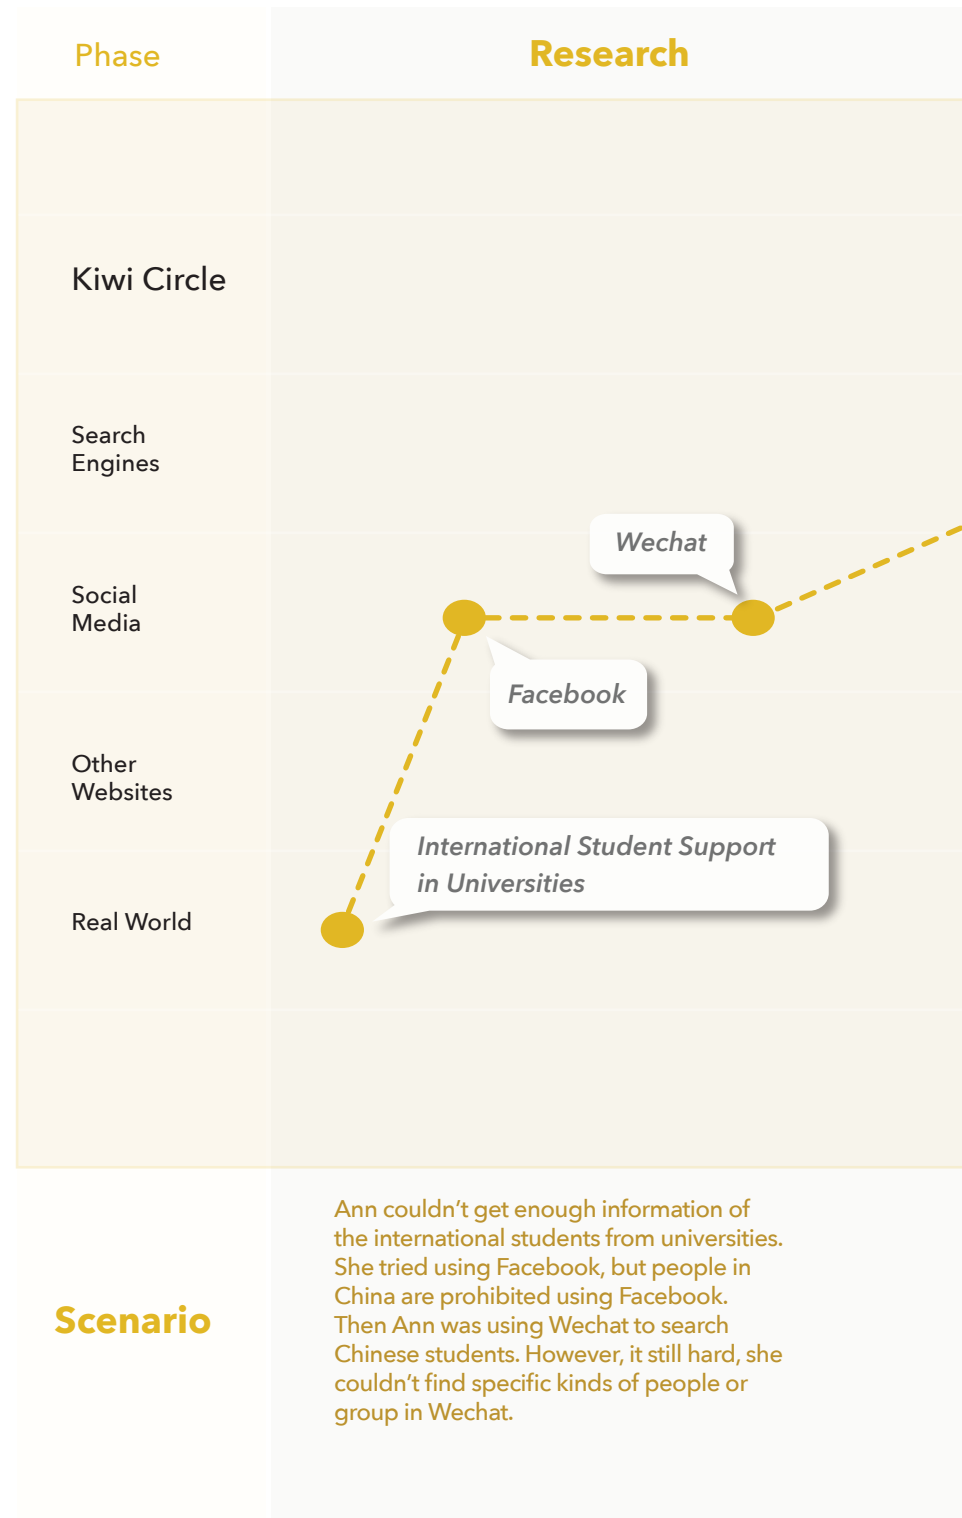 Phase
Research
Kiwi Circle
Search
Engines
Wechat
Social
Media
Facebook
Other
Websites
International Student Support
in Universities
Real World
Scenario
Ann couldn’t get enough information of
the international students from universities.
She tried using Facebook, but people in
China are prohibited using Facebook.
Then Ann was using Wechat to search
Chinese students. However, it still hard, she
couldn’t find specific kinds of people or
group in Wechat.